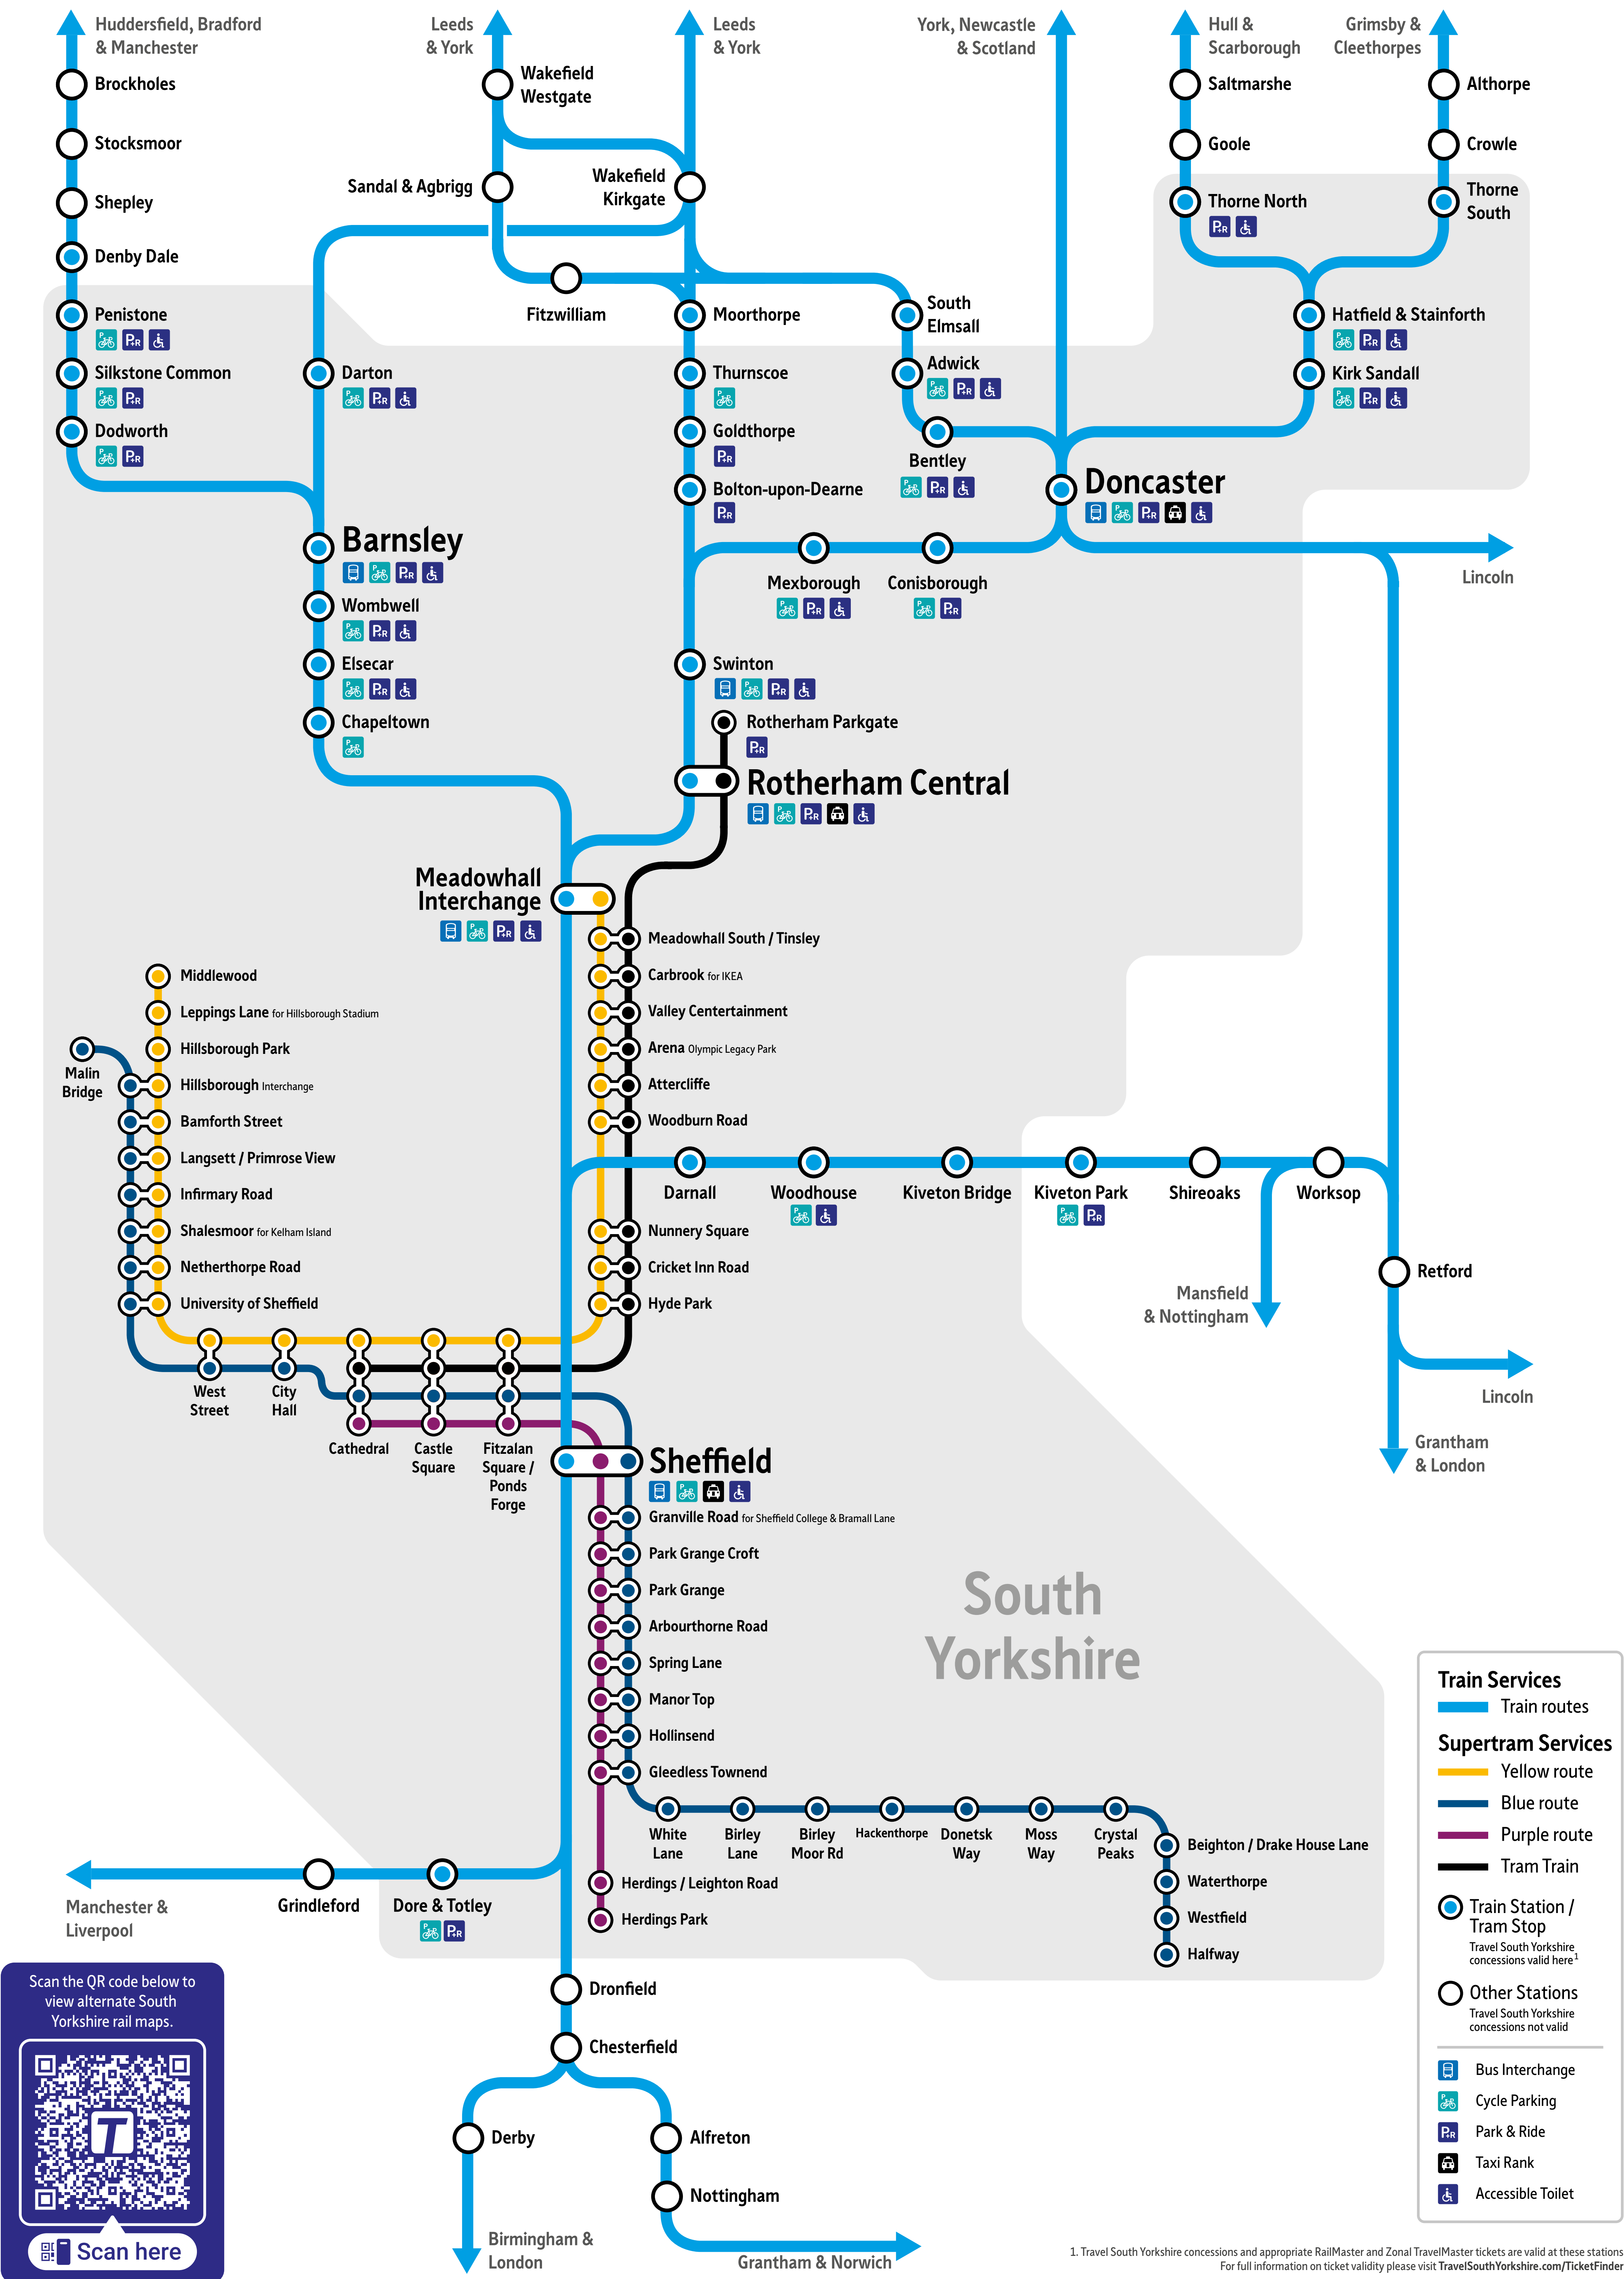 Huddersfield, Bradford
& Manchester
Leeds
& York
Leeds
& York
York, Newcastle
& Scotland
Hull &
Scarborough
Grimsby &
Cleethorpes
Brockholes
Wakefield
Westgate
Saltmarshe
Althorpe
Stocksmoor
Goole
Crowle
Shepley
Sandal & Agbrigg
Wakefield
Kirkgate
Thorne North
P+R
Thorne
South
Denby Dale
Penistone
P
P+R
Fitzwilliam
Moorthorpe
South
Elmsall
Hatfield & Stainforth
P
P+R
Silkstone Common
P
P+R
Darton
P
P+R
Thurnscoe
P
Adwick
P
P+R
Kirk Sandall
P
P+R
Dodworth
P
P+R
Goldthorpe
P+R
Bentley
P
P+R
Doncaster
P
P+R
Bolton-upon-Dearne
P+R
Barnsley
P
P+R
Mexborough
P
P+R
Conisborough
P
P+R
Lincoln
Wombwell
P
P+R
Elsecar
P
P+R
Swinton
P
P+R
Chapeltown
P
Rotherham Parkgate
P+R
Rotherham Central
P
P+R
Meadowhall
Interchange
P
P+R
Meadowhall South / Tinsley
Carbrook for IKEA
Valley Centertainment
Arena Olympic Legacy Park
Attercliffe
Woodburn Road
Middlewood
Leppings Lane for Hillsborough Stadium
Hillsborough Park
Malin
Bridge
Hillsborough Interchange
Bamforth Street
Langsett / Primrose View
Infirmary Road
Shalesmoor for Kelham Island
Netherthorpe Road
University of Sheffield
Darnall
Woodhouse
P
Kiveton Bridge
Kiveton Park
P
P+R
Shireoaks
Worksop
Nunnery Square
Cricket Inn Road
Hyde Park
Mansfield
& Nottingham
Retford
Lincoln
Grantham
& London
West
Street
City
Hall
Cathedral
Castle
Square
Fitzalan
Square /
Ponds
Forge
Sheffield
P
Granville Road for Sheffield College & Bramall Lane
Park Grange Croft
Park Grange
Arbourthorne Road
Spring Lane
Manor Top
Hollinsend
Gleedless Townend
South
Yorkshire
White
Lane
Birley
Lane
Birley
Moor Rd
Hackenthorpe
Donetsk
Way
Moss
Way
Crystal
Peaks
Beighton / Drake House Lane
Waterthorpe
Westfield
Halfway
Herdings / Leighton Road
Herdings Park
Manchester &
Liverpool
Grindleford
Dore & Totley
P
P+R
Dronfield
Chesterfield
Derby
Alfreton
Nottingham
Birmingham &
London
Grantham & Norwich
Train Services
Train routes
Supertram Services
Yellow route
Blue route
Purple route
Tram Train
Train Station /
Tram Stop
Travel South Yorkshire
concessions valid here1
Other Stations
Travel South Yorkshire
concessions not valid
Bus Interchange
P
Cycle Parking
P+R
Park & Ride
Taxi Rank
Accessible Toilet
Scan the QR code below to
view alternate South
Yorkshire rail maps.
T
Scan here
1. Travel South Yorkshire concessions and appropriate RailMaster and Zonal TravelMaster tickets are valid at these stations
For full information on ticket validity please visit TravelSouthYorkshire.com/TicketFinder